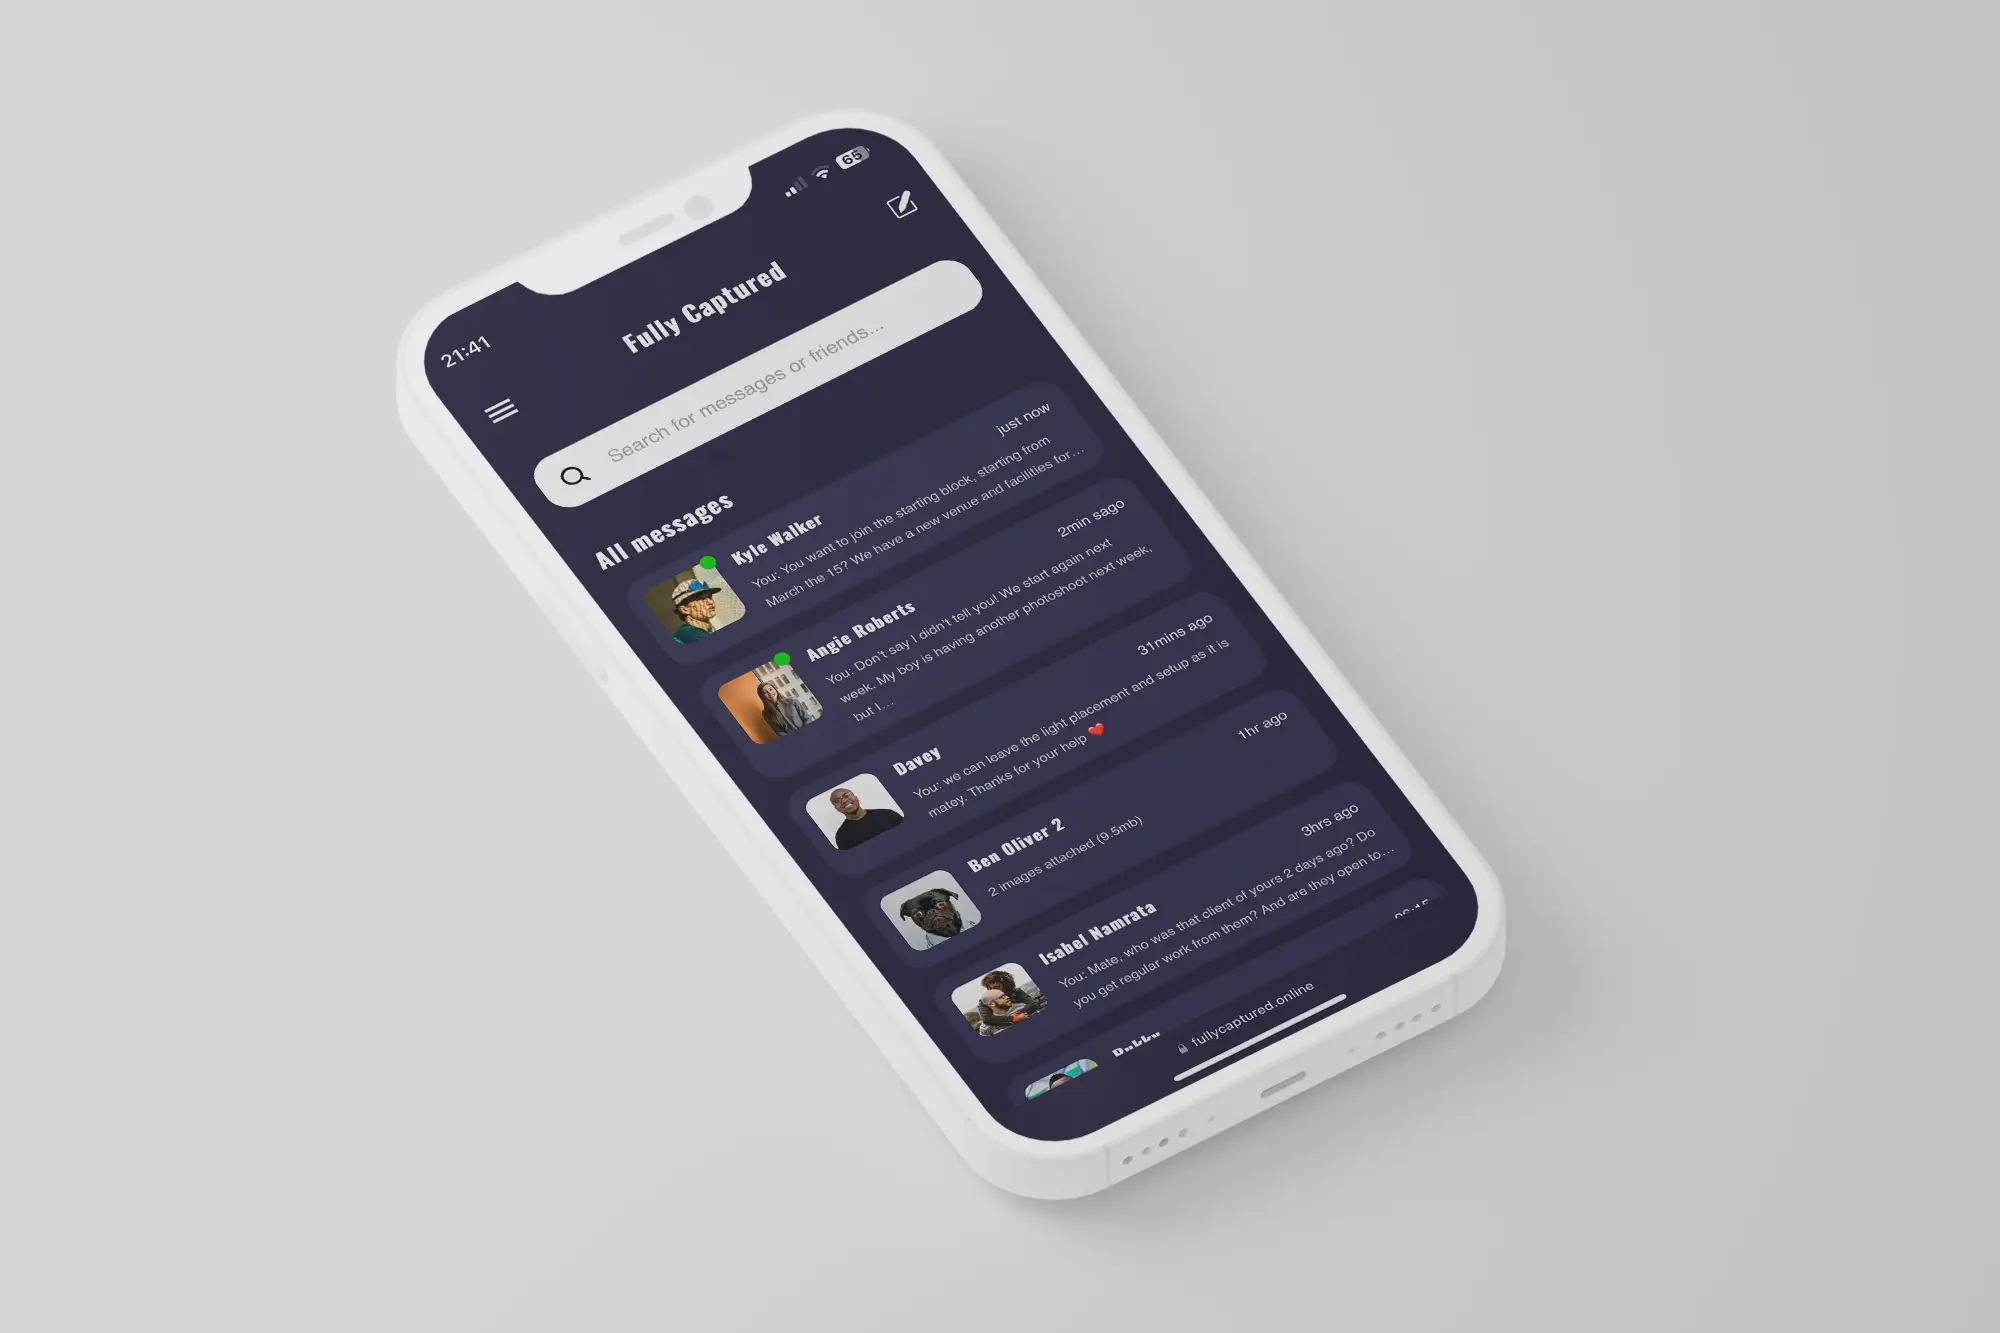 21:41
65
Fully Captured
Search for messages or friends...
All messages
Kyle Walker
just now
You: You want to join the starting block, starting from
March the 15? We have a new venue and facilities for...
Angie Roberts
2min sago
You: Don't say I didn't tell you! We start again next
week. My boy is having another photoshoot next week,
but I...
Davey
31mins ago
You: we can leave the light placement and setup as it is
matey. Thanks for your help ❤️
Ben Oliver 2
1hr ago
2 images attached (9.5mb)
Isabel Namrata
3hrs ago
You: Mate, who was that client of yours 2 days ago? Do
you get regular work from them? And are they open to...
fullycaptured.online